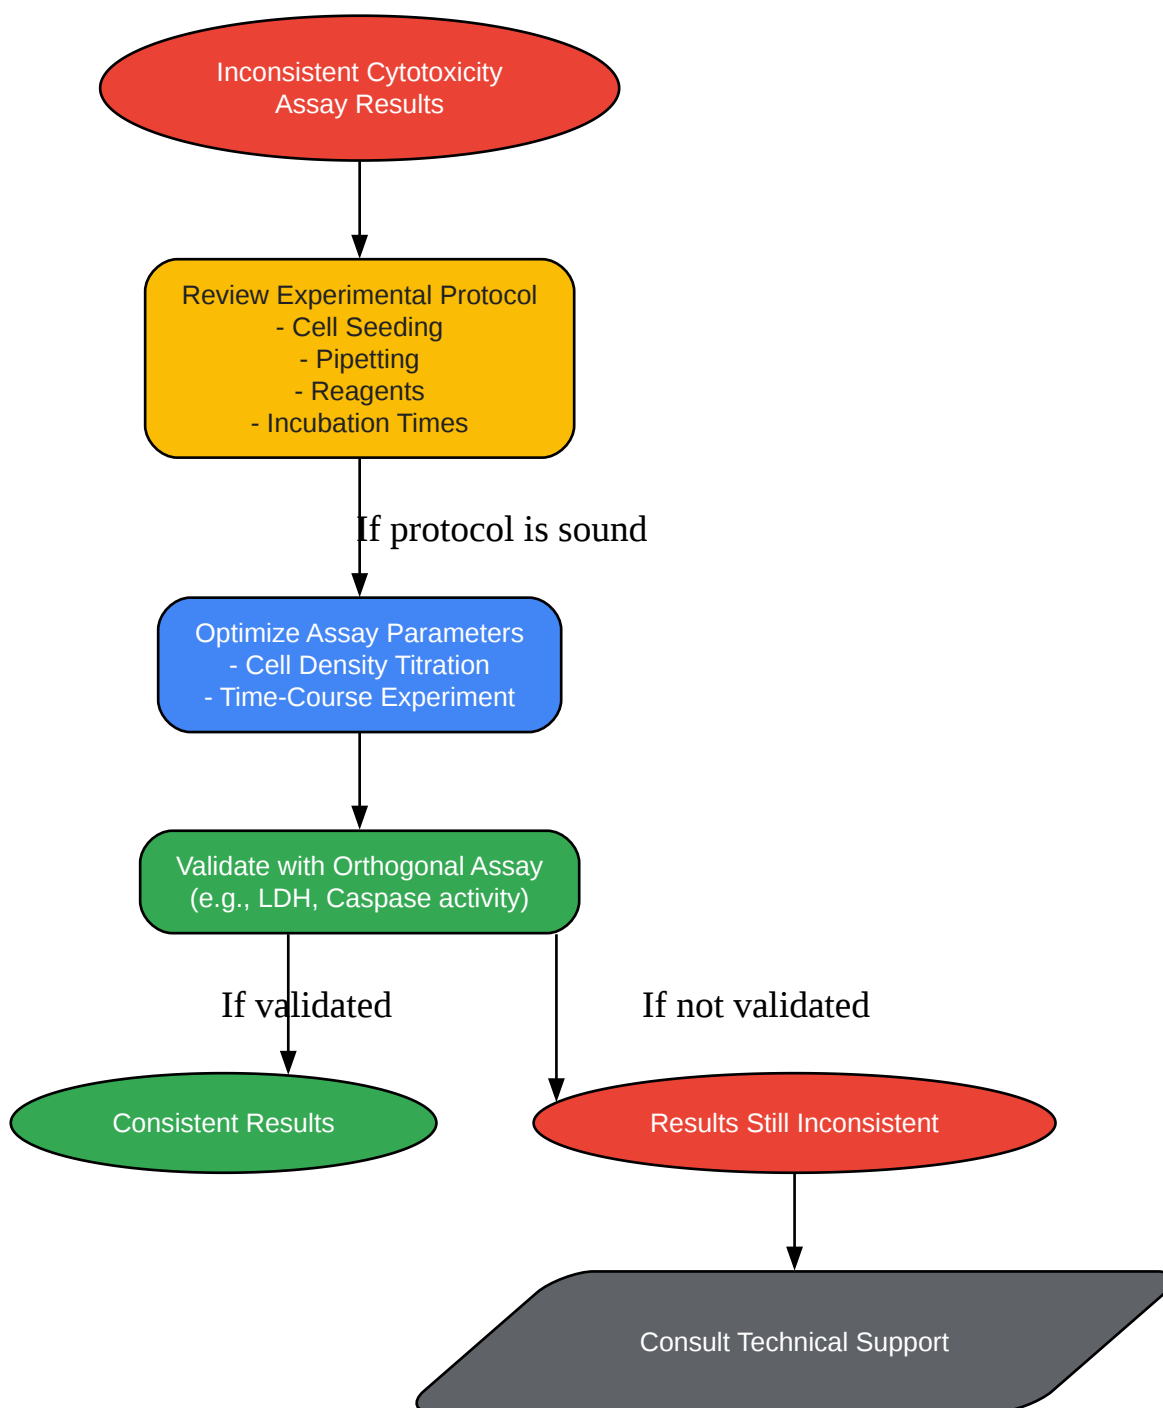 Inconsistent Cytotoxicity
Assay Results
Review Experimental Protocol
- Cell Seeding
- Pipetting
- Reagents
- Incubation Times
If protocol is sound
Optimize Assay Parameters
- Cell Density Titration
- Time-Course Experiment
Validate with Orthogonal Assay
(e.g., LDH, Caspase activity)
If validated
If not validated
Consistent Results
Results Still Inconsistent
Consult Technical Support